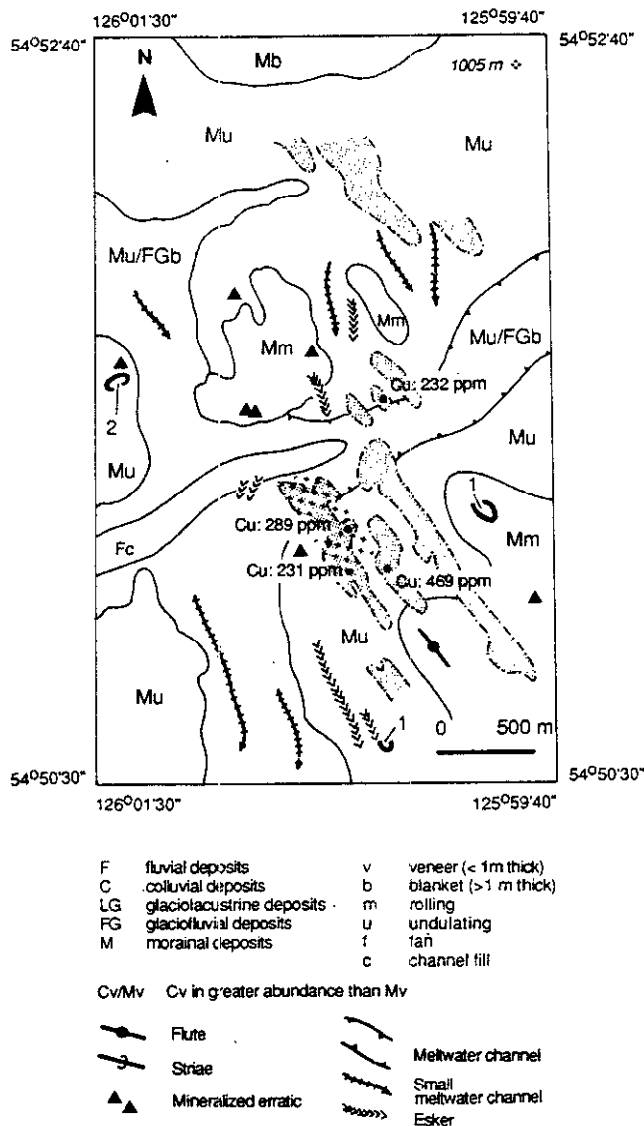 126°01'30" 125°59'40"
54°52'40" 54°52'40"
N
Mb
1005 m
Mu Mu
Mu/FGb
Mm
Mm
Mu/FGb
Cu: 232 ppm
2
Mu
Mu
1
Cu: 289 ppm
Mm
Fc
Cu: 231 ppm Cu: 469 ppm
Mu
Mu
1
0 500 m
54°50'30" 54°50'30"
126°01'30" 125°59'40"
F fluvial deposits v veneer (< 1m thick)
C colluvial deposits b blanket (>1 m thick)
LG glaciolacustrine deposits m rolling
FG glaciofluvial deposits u undulating
M morainal deposits f fan
c channel fill
Cv/Mv Cv in greater abundance than Mv
Flute
Meltwater channel
Striae
Small
meltwater channel
Mineralized erratic
Esker